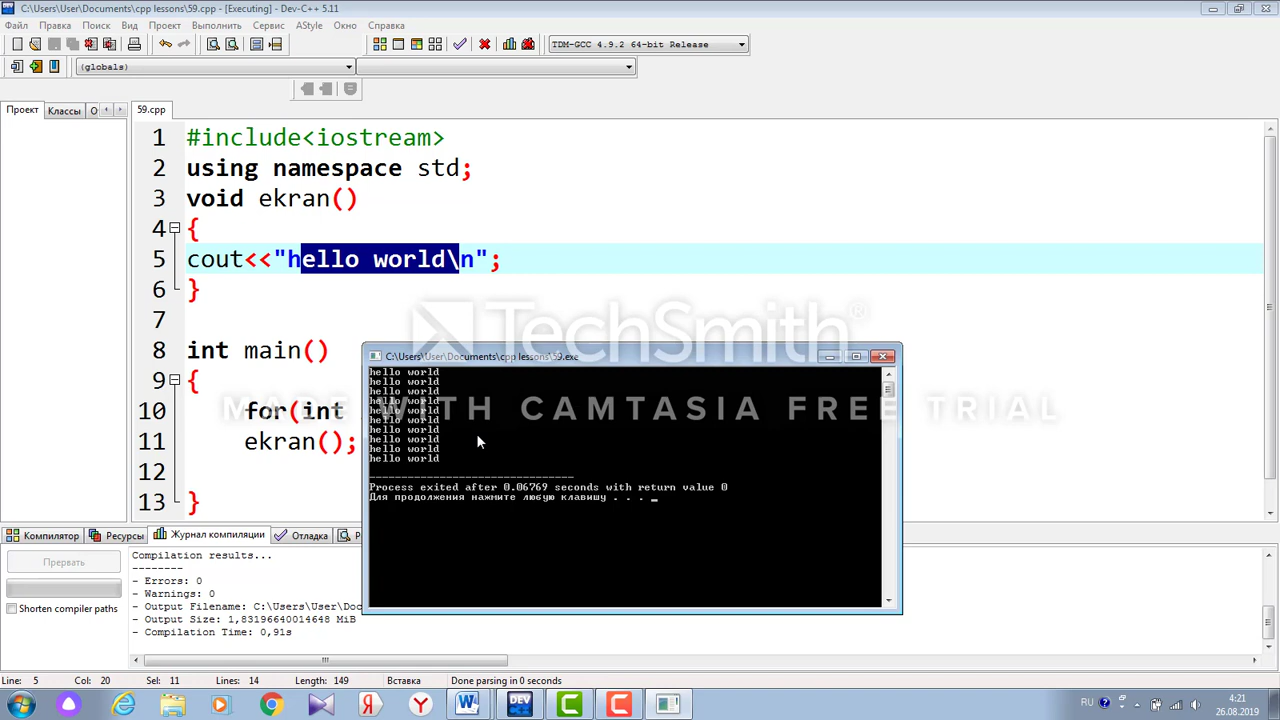 C:\Users\User\Documents\cpp lessons\59.cpp - [Executing] - Dev-C++ 5.11
Файл Правка Поиск Вид Проект Выполнить Сервис AStyle Окно Справка
TDM-GCC 4.9.2 64-bit Release
(globals)
Проект Классы О 59.cpp
1 #include<iostream>
2 using namespace std;
3 void ekran()
4 {
5 cout<<"hello world\n";
6 }
7
8 int main()
9 {
10 for(int
11 ekran();
12
13 }
TechSmith®
MADE WITH CAMTASIA FREE TRIAL
C:\Users\User\Documents\cpp lessons\59.exe
hello world
hello world
hello world
hello world
hello world
hello world
hello world
hello world
hello world
hello world
--------------------------------
Process exited after 0.06769 seconds with return value 0
Для продолжения нажмите любую клавишу . . . _
Компилятор Ресурсы Журнал компиляции Отладка Р
Прервать
Shorten compiler paths
Compilation results...
--------
- Errors: 0
- Warnings: 0
- Output Filename: C:\Users\User\Doc
- Output Size: 1,83196640014648 MiB
- Compilation Time: 0,91s
Line: 5 Col: 20 Sel: 11 Lines: 14 Length: 149 Вставка Done parsing in 0 seconds
DEV
RU 4:21
26.08.2019